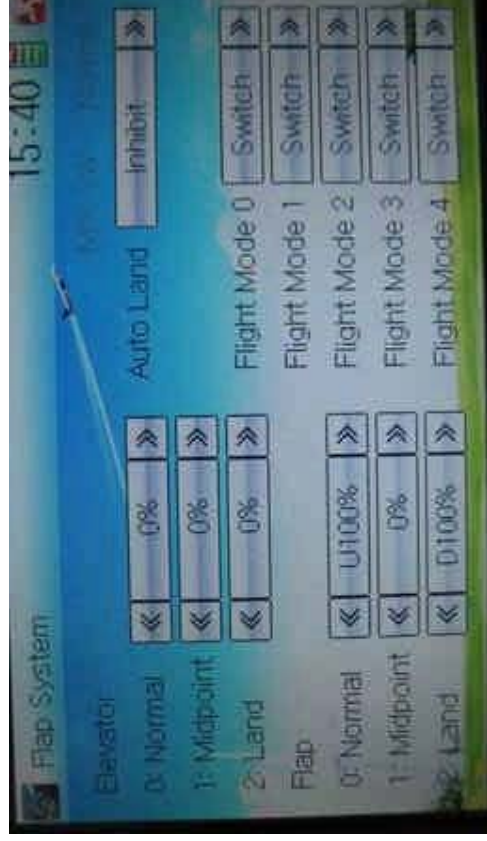 Flap System 15:40
Elevator
0: Normal 0% Auto Land Inhibit
1: Midpoint 0%
2: Land 0% Flight Mode 0 Switch
Flap Flight Mode 1 Switch
0: Normal U100% Flight Mode 2 Switch
1: Midpoint 0% Flight Mode 3 Switch
2: Land D100% Flight Mode 4 Switch